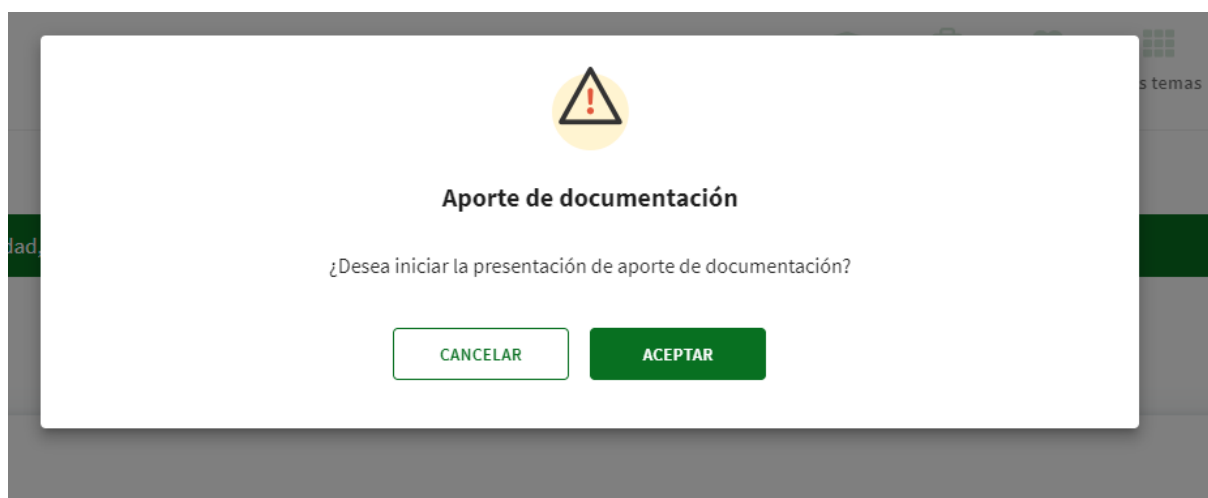 s temas
Aporte de documentación
dad,
¿Desea iniciar la presentación de aporte de documentación?
CANCELAR
ACEPTAR